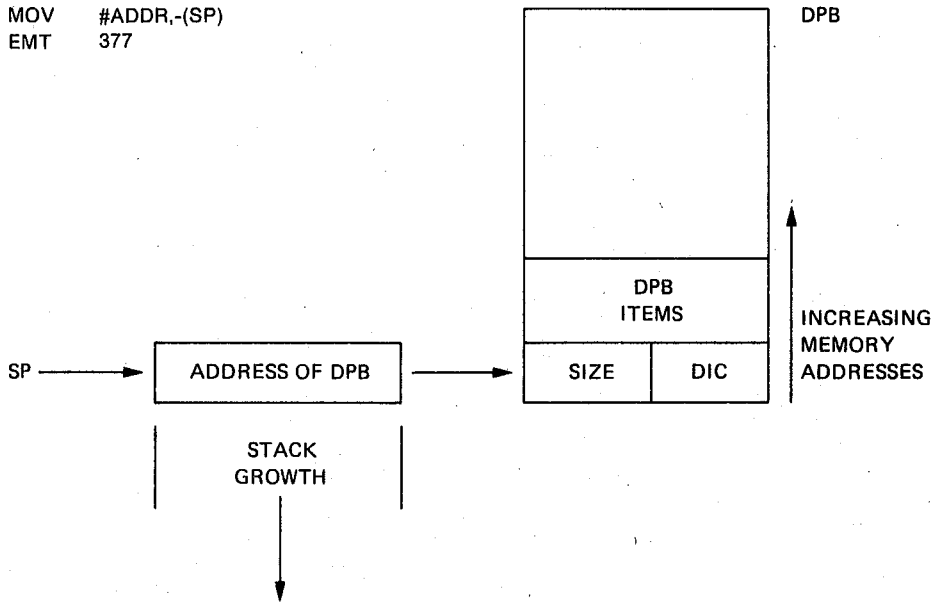 MOV #ADDR,-(SP)
EMT 377
DPB
DPB
ITEMS
INCREASING
MEMORY
ADDRESSES
SP
ADDRESS OF DPB
SIZE DIC
STACK
GROWTH